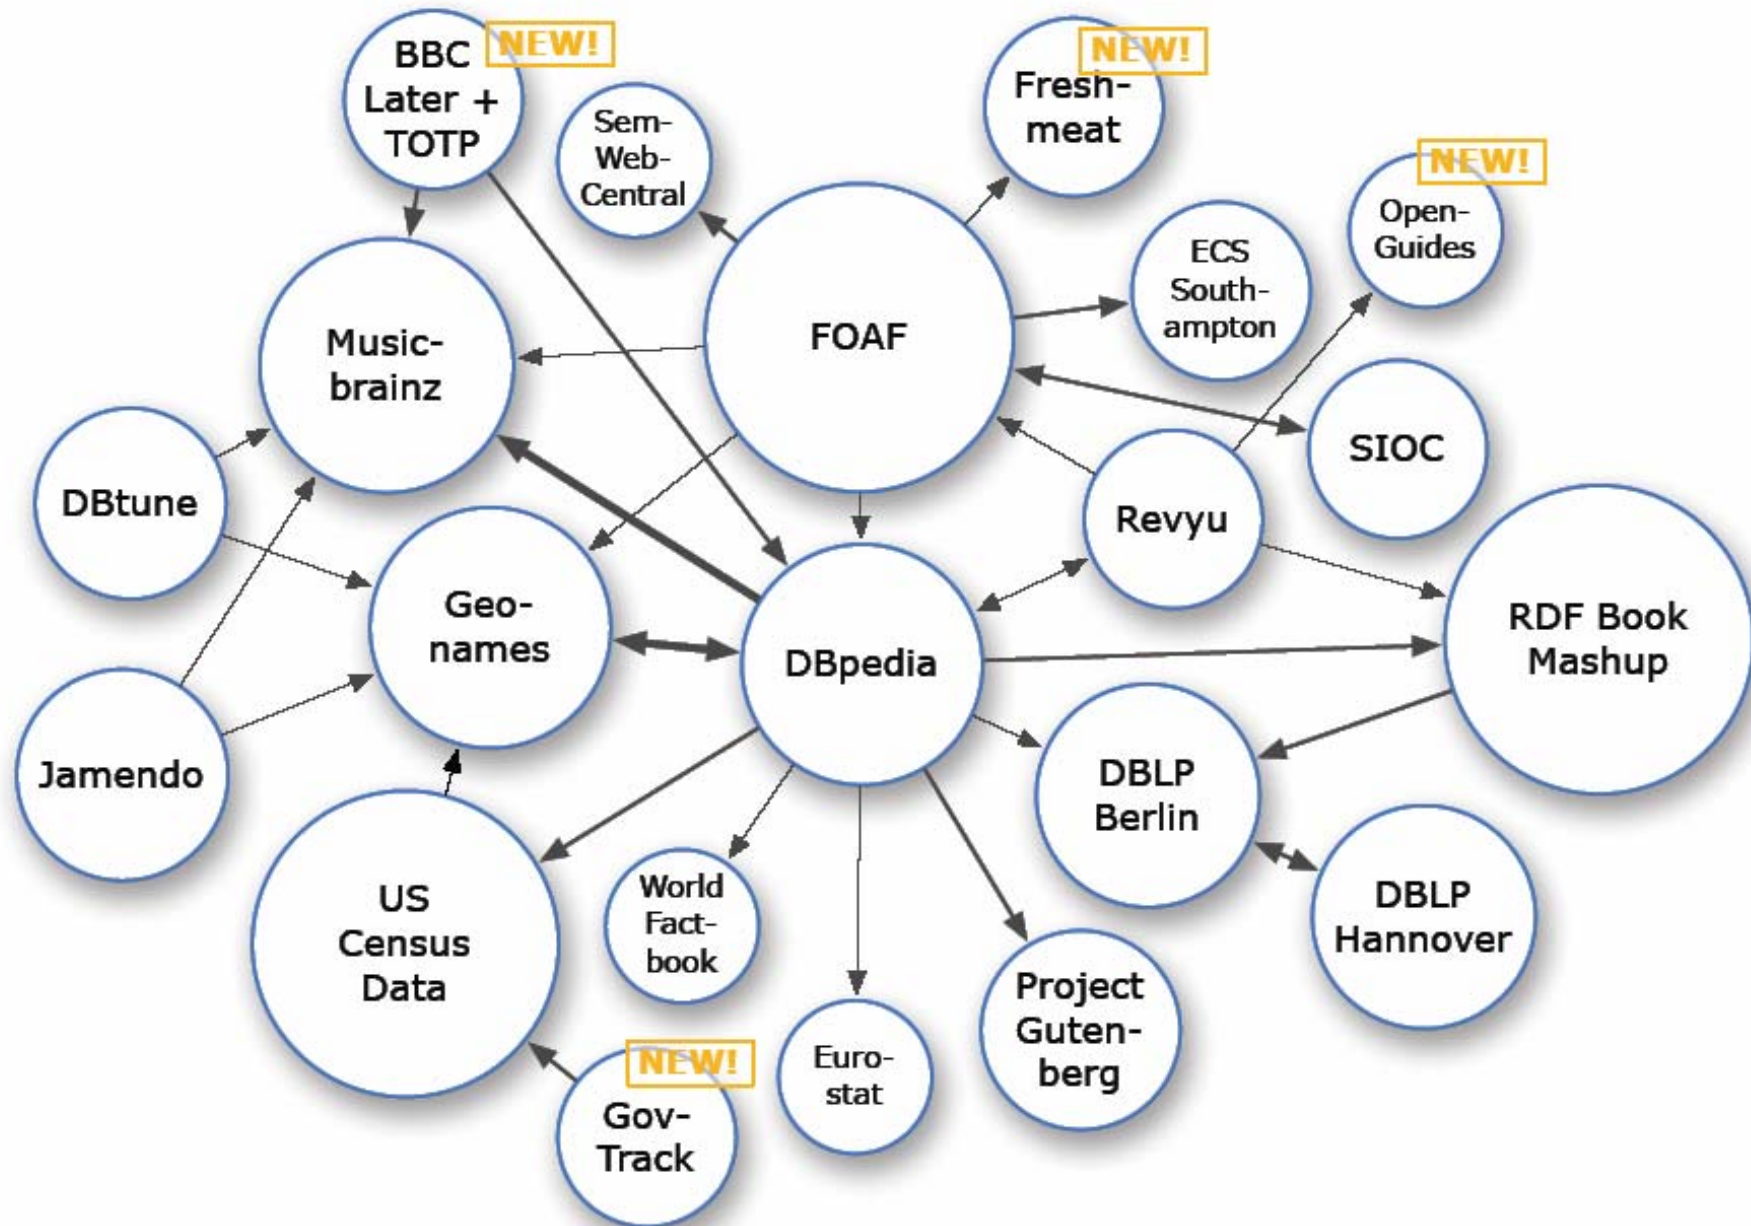 BBC
Later +
TOTP
NEW!
Sem-
Web-
Central
NEW!
Fresh-
meat
NEW!
Open-
Guides
ECS
South-
ampton
FOAF
Music-
brainz
SIOC
DBtune
Revyu
Geo-
names
DBpedia
RDF Book
Mashup
Jamendo
DBLP
Berlin
US
Census
Data
World
Fact-
book
DBLP
Hannover
Project
Guten-
berg
Euro-
stat
NEW!
Gov-
Track